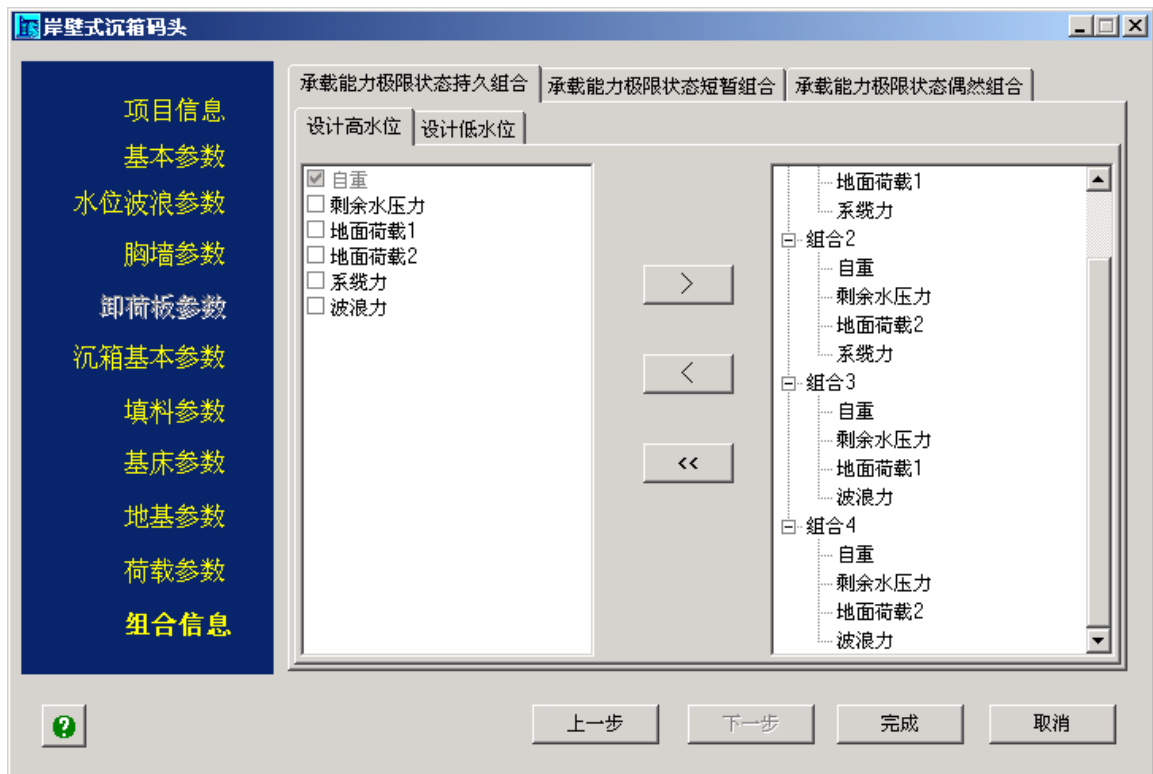 岸壁式沉箱码头
项目信息
基本参数
水位波浪参数
胸墙参数
卸荷板参数
沉箱基本参数
填料参数
基床参数
地基参数
荷载参数
组合信息
承载能力极限状态持久组合
承载能力极限状态短暂组合
承载能力极限状态偶然组合
设计高水位
设计低水位
自重
剩余水压力
地面荷载1
地面荷载2
系缆力
波浪力
>
<
<<
地面荷载1
系缆力
组合2
自重
剩余水压力
地面荷载2
系缆力
组合3
自重
剩余水压力
地面荷载1
波浪力
组合4
自重
剩余水压力
地面荷载2
波浪力
?
上一步
下一步
完成
取消